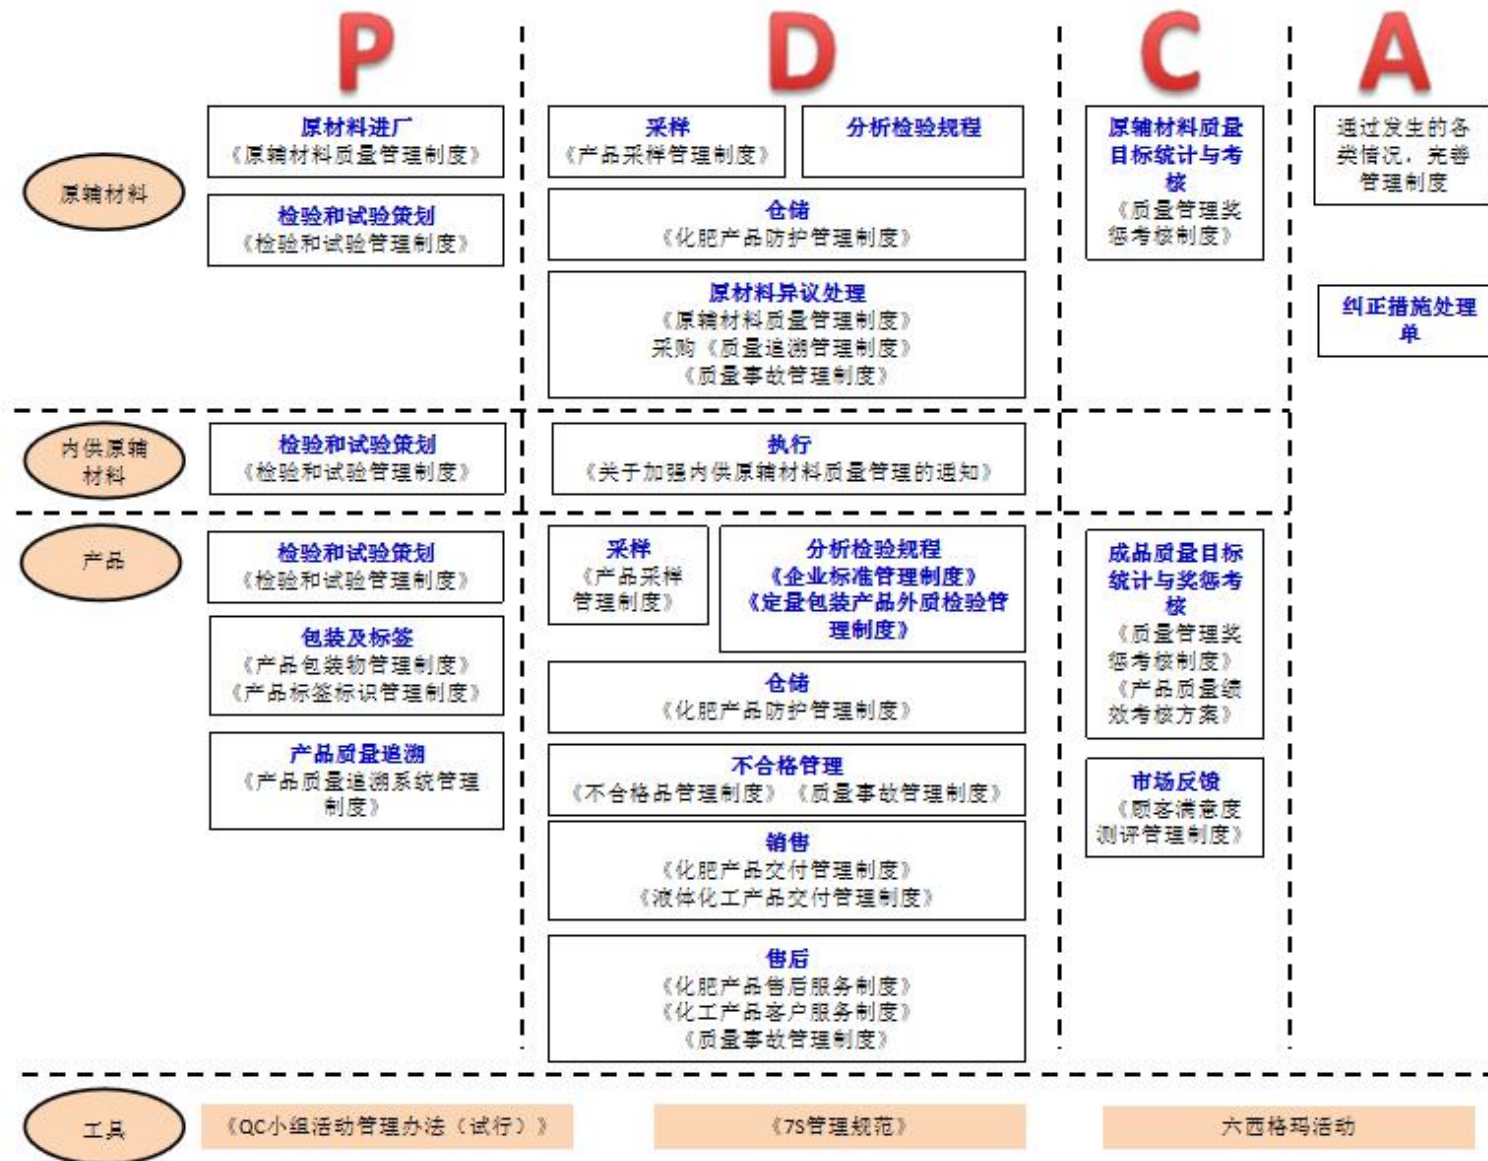 P
D
C
A
原辅材料
原材料进厂
《原辅材料质量管理制度》
检验和试验策划
《检验和试验管理制度》
采样
《产品采样管理制度》
分析检验规程
仓储
《化肥产品防护管理制度》
原材料异议处理
《原辅材料质量管理制度》
采购《质量追溯管理制度》
《质量事故管理制度》
原辅材料质量
目标统计与考
核
《质量管理奖
惩考核制度》
通过发生的各
类情况，完善
管理制度
纠正措施处理
单
内供原辅
材料
检验和试验策划
《检验和试验管理制度》
执行
《关于加强内供原辅材料质量管理的通知》
产品
检验和试验策划
《检验和试验管理制度》
包装及标签
《产品包装物管理制度》
《产品标签标识管理制度》
产品质量追溯
《产品质量追溯系统管理
制度》
采样
《产品采样
管理制度》
分析检验规程
《企业标准管理制度》
《定量包装产品外质检验管
理制度》
仓储
《化肥产品防护管理制度》
不合格管理
《不合格品管理制度》《质量事故管理制度》
销售
《化肥产品交付管理制度》
《液体化工产品交付管理制度》
售后
《化肥产品售后服务制度》
《化工产品客户服务制度》
《质量事故管理制度》
成品质量目标
统计与奖惩考
核
《质量管理奖
惩考核制度》
《产品质量绩
效考核方案》
市场反馈
《顾客满意度
测评管理制度》
工具
《QC小组活动管理办法（试行）》
《7S管理规范》
六西格玛活动